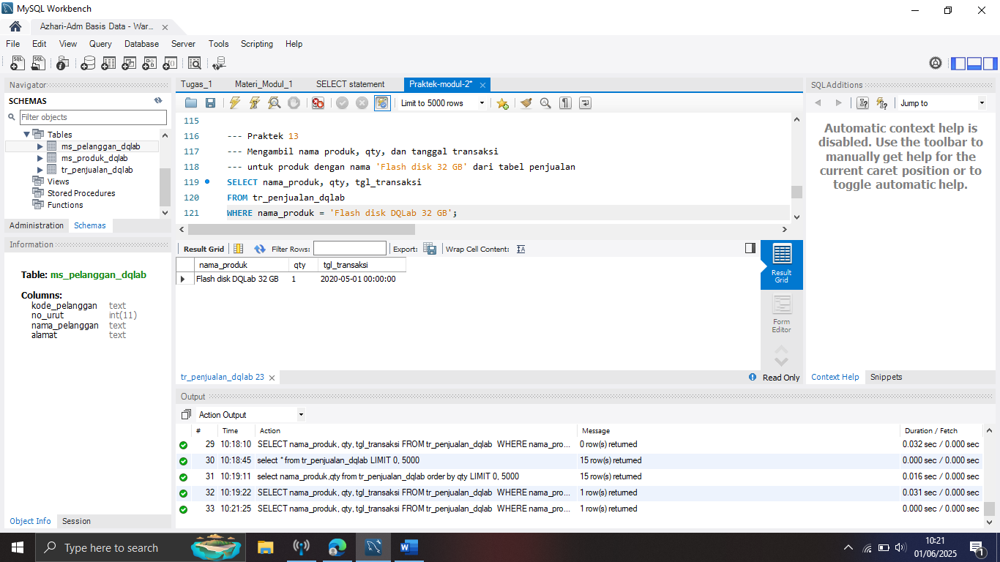 MySQL Workbench
Azhari-Adm Basis Data - War...
File Edit View Query Database Server Tools Scripting Help
Navigator
SCHEMAS
Filter objects
Tables
ms_pelanggan_dqlab
ms_produk_dqlab
tr_penjualan_dqlab
Views
Stored Procedures
Functions
Administration Schemas
Information
Table: ms_pelanggan_dqlab
Columns:
kode_pelanggan text
no_urut int(11)
nama_pelanggan text
alamat text
Object Info Session
Tugas_1 Materi_Modul_1 SELECT statement Praktek-modul-2*
Limit to 5000 rows
115
116 --- Praktek 13
117 --- Mengambil nama produk, qty, dan tanggal transaksi
118 --- untuk produk dengan nama 'Flash disk 32 GB' dari tabel penjualan
119 SELECT nama_produk, qty, tgl_transaksi
120 FROM tr_penjualan_dqlab
121 WHERE nama_produk = 'Flash disk DQLab 32 GB';
Result Grid Filter Rows: Export: Wrap Cell Content:
nama_produk qty tgl_transaksi
Flash disk DQLab 32 GB 1 2020-05-01 00:00:00
Result
Grid
Form
Editor
tr_penjualan_dqlab 23
Read Only
SQLAdditions
Jump to
Automatic context help is
disabled. Use the toolbar to
manually get help for the
current caret position or to
toggle automatic help.
Context Help Snippets
Output
Action Output
# Time Action Message Duration / Fetch
29 10:18:10 SELECT nama_produk, qty, tgl_transaksi FROM tr_penjualan_dqlab WHERE nama_pro... 0 row(s) returned 0.032 sec / 0.000 sec
30 10:18:45 select * from tr_penjualan_dqlab LIMIT 0, 5000 15 row(s) returned 0.000 sec / 0.000 sec
31 10:19:11 select nama_produk,qty from tr_penjualan_dqlab order by qty LIMIT 0, 5000 15 row(s) returned 0.016 sec / 0.000 sec
32 10:19:22 SELECT nama_produk, qty, tgl_transaksi FROM tr_penjualan_dqlab WHERE nama_pro... 1 row(s) returned 0.031 sec / 0.000 sec
33 10:21:25 SELECT nama_produk, qty, tgl_transaksi FROM tr_penjualan_dqlab WHERE nama_pro... 1 row(s) returned 0.000 sec / 0.000 sec
Type here to search
10:21
01/06/2025
1